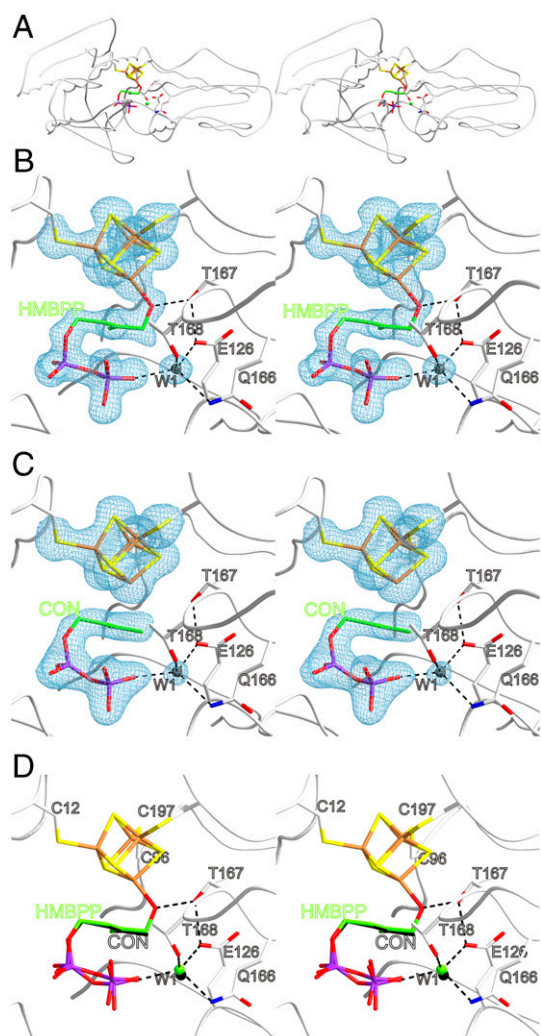 A
B
T167 T167
HMBPP HMBPP
T168 T168
E126 E126
W1 W1
Q166 Q166
C
T167 T167
CON CON
T168 T168
E126 E126
W1 W1
Q166 Q166
D
C12 C197 C12 C197
C96 C96
T167 T167
HMBPP HMBPP
T168 T168
CON CON
E126 E126
W1 W1
Q166 Q166